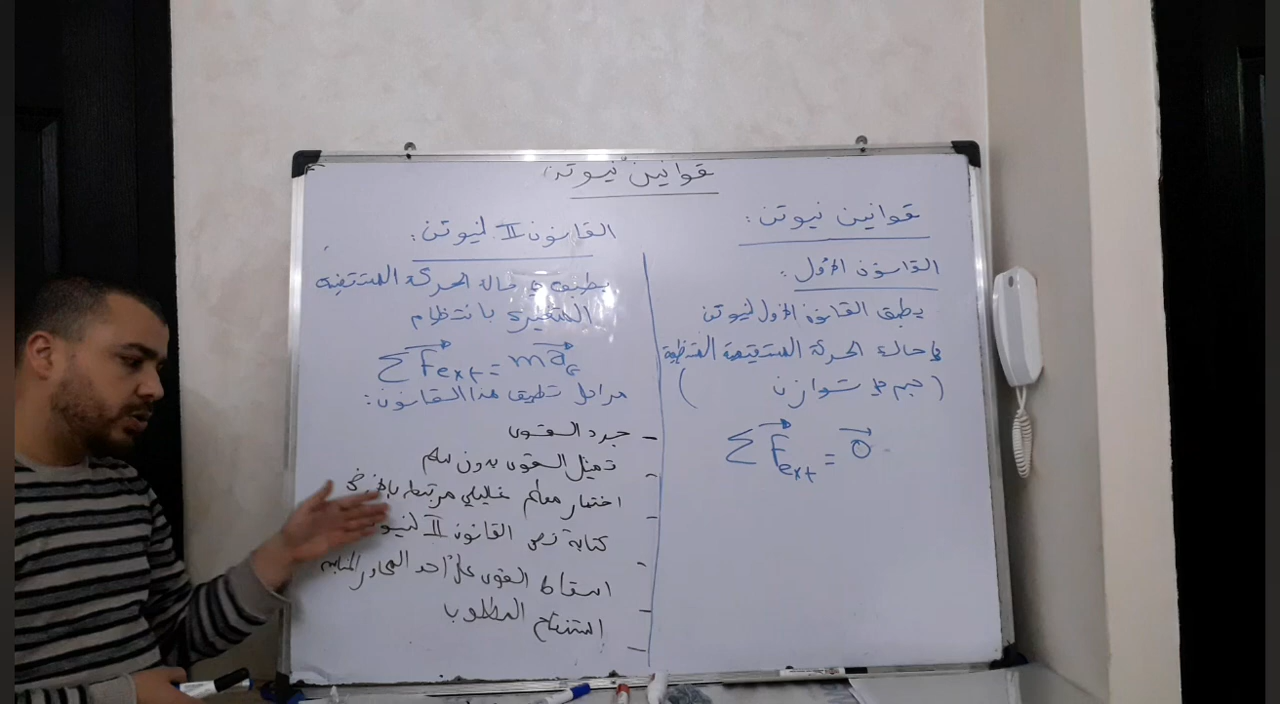 قوانين نيوتن
قوانين نيوتن :
القانون الأول :
يطبق القانون الأول لنيوتن
في حالة الحركة المستقيمة المنتظمة
( جسم في توازن )
∑F⃗ext = 0⃗
القانون II لنيوتن :
يطبق في حالة الحركة المستقيمة
المتغيرة بانتظام
∑F⃗ext = ma⃗G
مراحل تطبيق هذا القانون :
- جرد القوى
- تمثيل القوى بدون سلم
- اختيار معلم غاليلي مرتبط بالأرض
- كتابة نص القانون II لنيو
- اسقاط القوى على أحد المحاور
- استنتاج المطلوب